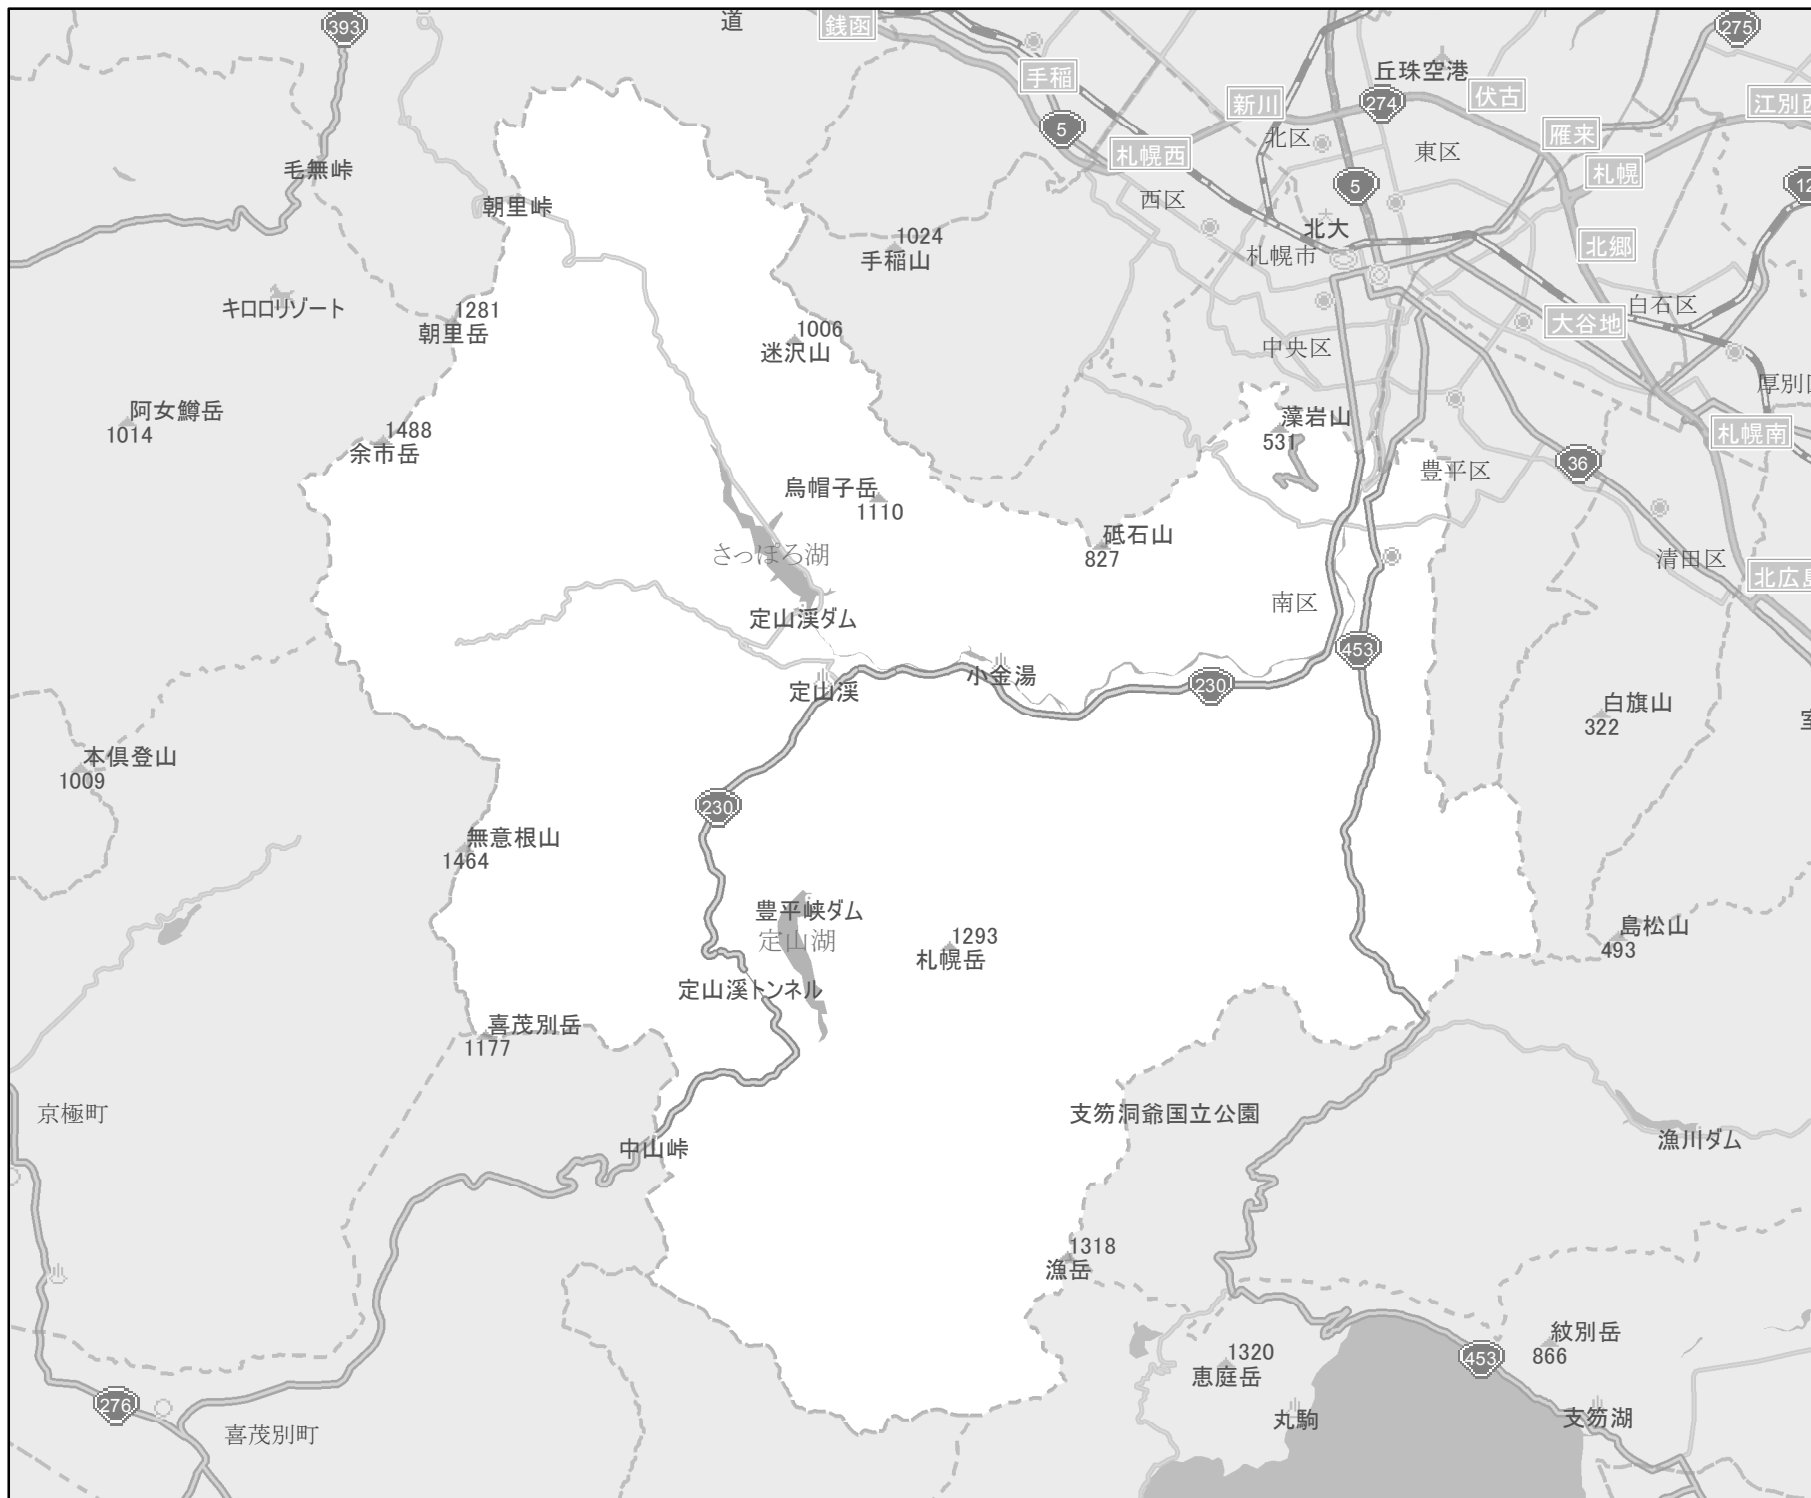 393
道
銭函
275
手稲
丘珠空港
274
伏古
新川
江別西
5
北区
雁来
東区
札幌西
札幌
毛無峠
西区
5
12
朝里峠
北大
1024
手稲山
札幌市
北郷
キロロリゾート
1281
朝里岳
1006
迷沢山
白石区
大谷地
中央区
厚別区
阿女鱒岳
1014
1488
余市岳
藻岩山
531
札幌南
豊平区
36
烏帽子岳
1110
砥石山
827
さっぽろ湖
清田区
北広島
南区
定山渓ダム
453
小金湯
定山渓
230
白旗山
322
本倶登山
1009
230
無意根山
1464
豊平峡ダム
定山湖
1293
札幌岳
島松山
493
定山渓トンネル
喜茂別岳
1177
京極町
支笏洞爺国立公園
漁川ダム
中山峠
1318
漁岳
紋別岳
866
1320
恵庭岳
453
276
丸駒
支笏湖
喜茂別町